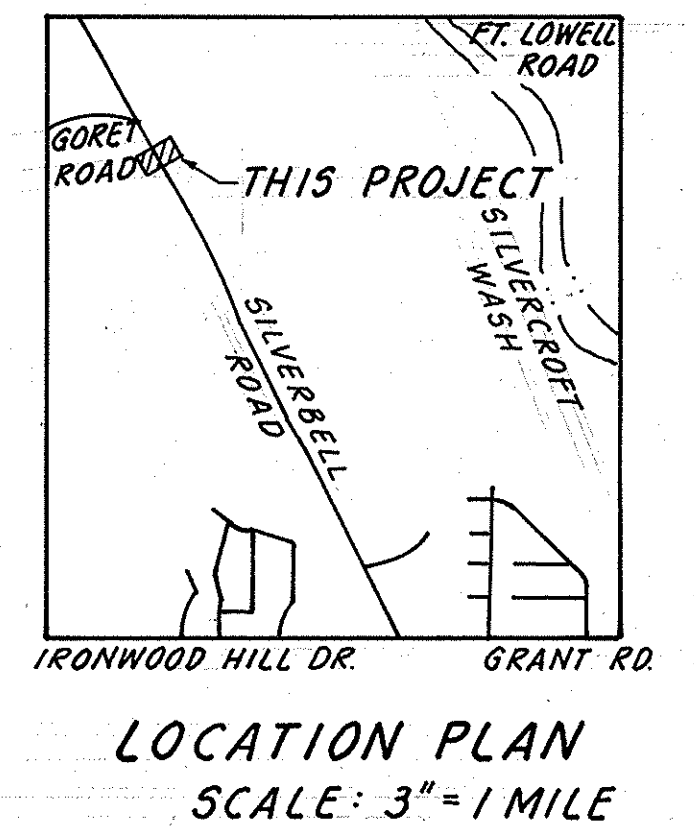 FT. LOWELL
ROAD
GORET
ROAD
THIS PROJECT
SILVERCROFT
WASH
SILVERBELL
ROAD
IRONWOOD HILL DR.
GRANT RD.
LOCATION PLAN
SCALE: 3"= 1 MILE